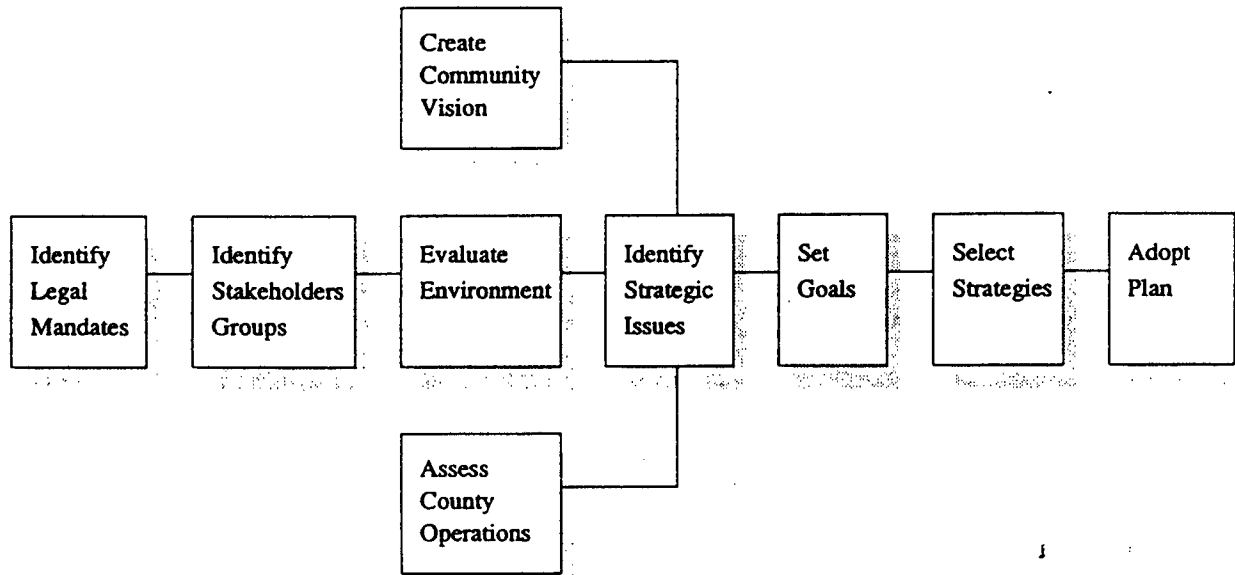 Create
Community
Vision
Identify
Legal
Mandates
Identify
Stakeholders
Groups
Evaluate
Environment
Identify
Strategic
Issues
Set
Goals
Select
Strategies
Adopt
Plan
Assess
County
Operations